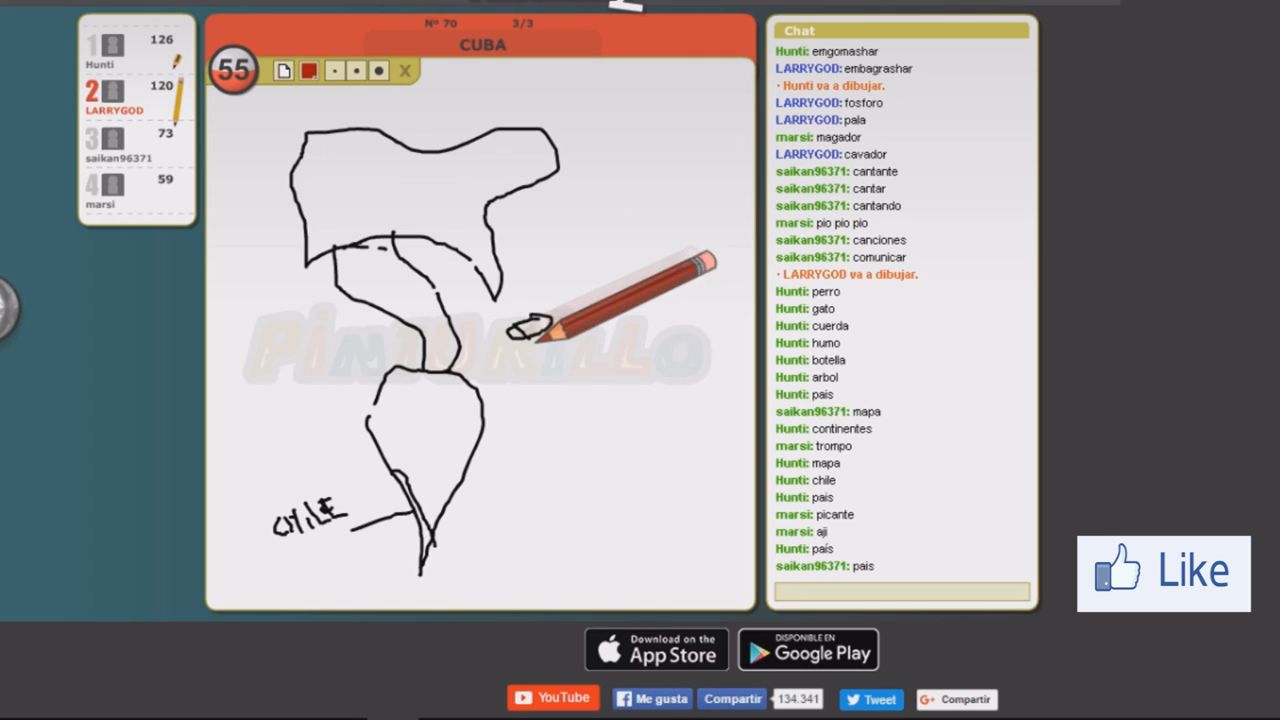 1 126
Hunti
2 120
LARRYGOD
3 73
saikan96371
4 59
marsi
Nº 70 3/3
CUBA
55
X
PINTURILLO
CHILE
Chat
Hunti: emgomashar
LARRYGOD: embagrashar
· Hunti va a dibujar.
LARRYGOD: fosforo
LARRYGOD: pala
marsi: magador
LARRYGOD: cavador
saikan96371: cantante
saikan96371: cantar
saikan96371: cantando
marsi: pio pio pio
saikan96371: canciones
saikan96371: comunicar
· LARRYGOD va a dibujar.
Hunti: perro
Hunti: gato
Hunti: cuerda
Hunti: humo
Hunti: botella
Hunti: arbol
Hunti: pais
saikan96371: mapa
Hunti: continentes
marsi: trompo
Hunti: mapa
Hunti: chile
Hunti: pais
marsi: picante
marsi: aji
Hunti: país
saikan96371: pais
Like
Download on the
App Store
DISPONIBLE EN
Google Play
YouTube
Me gusta
Compartir
134.341
Tweet
G+ Compartir